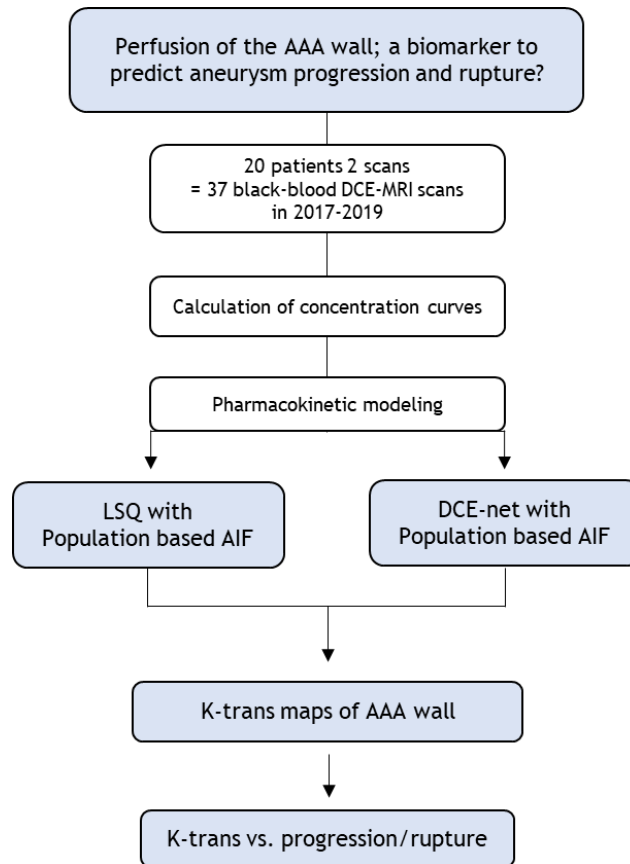 Perfusion of the AAA wall; a biomarker to
predict aneurysm progression and rupture?
20 patients 2 scans
= 37 black-blood DCE-MRI scans
in 2017-2019
Calculation of concentration curves
Pharmacokinetic modeling
LSQ with
Population based AIF
DCE-net with
Population based AIF
K-trans maps of AAA wall
K-trans vs. progression/rupture